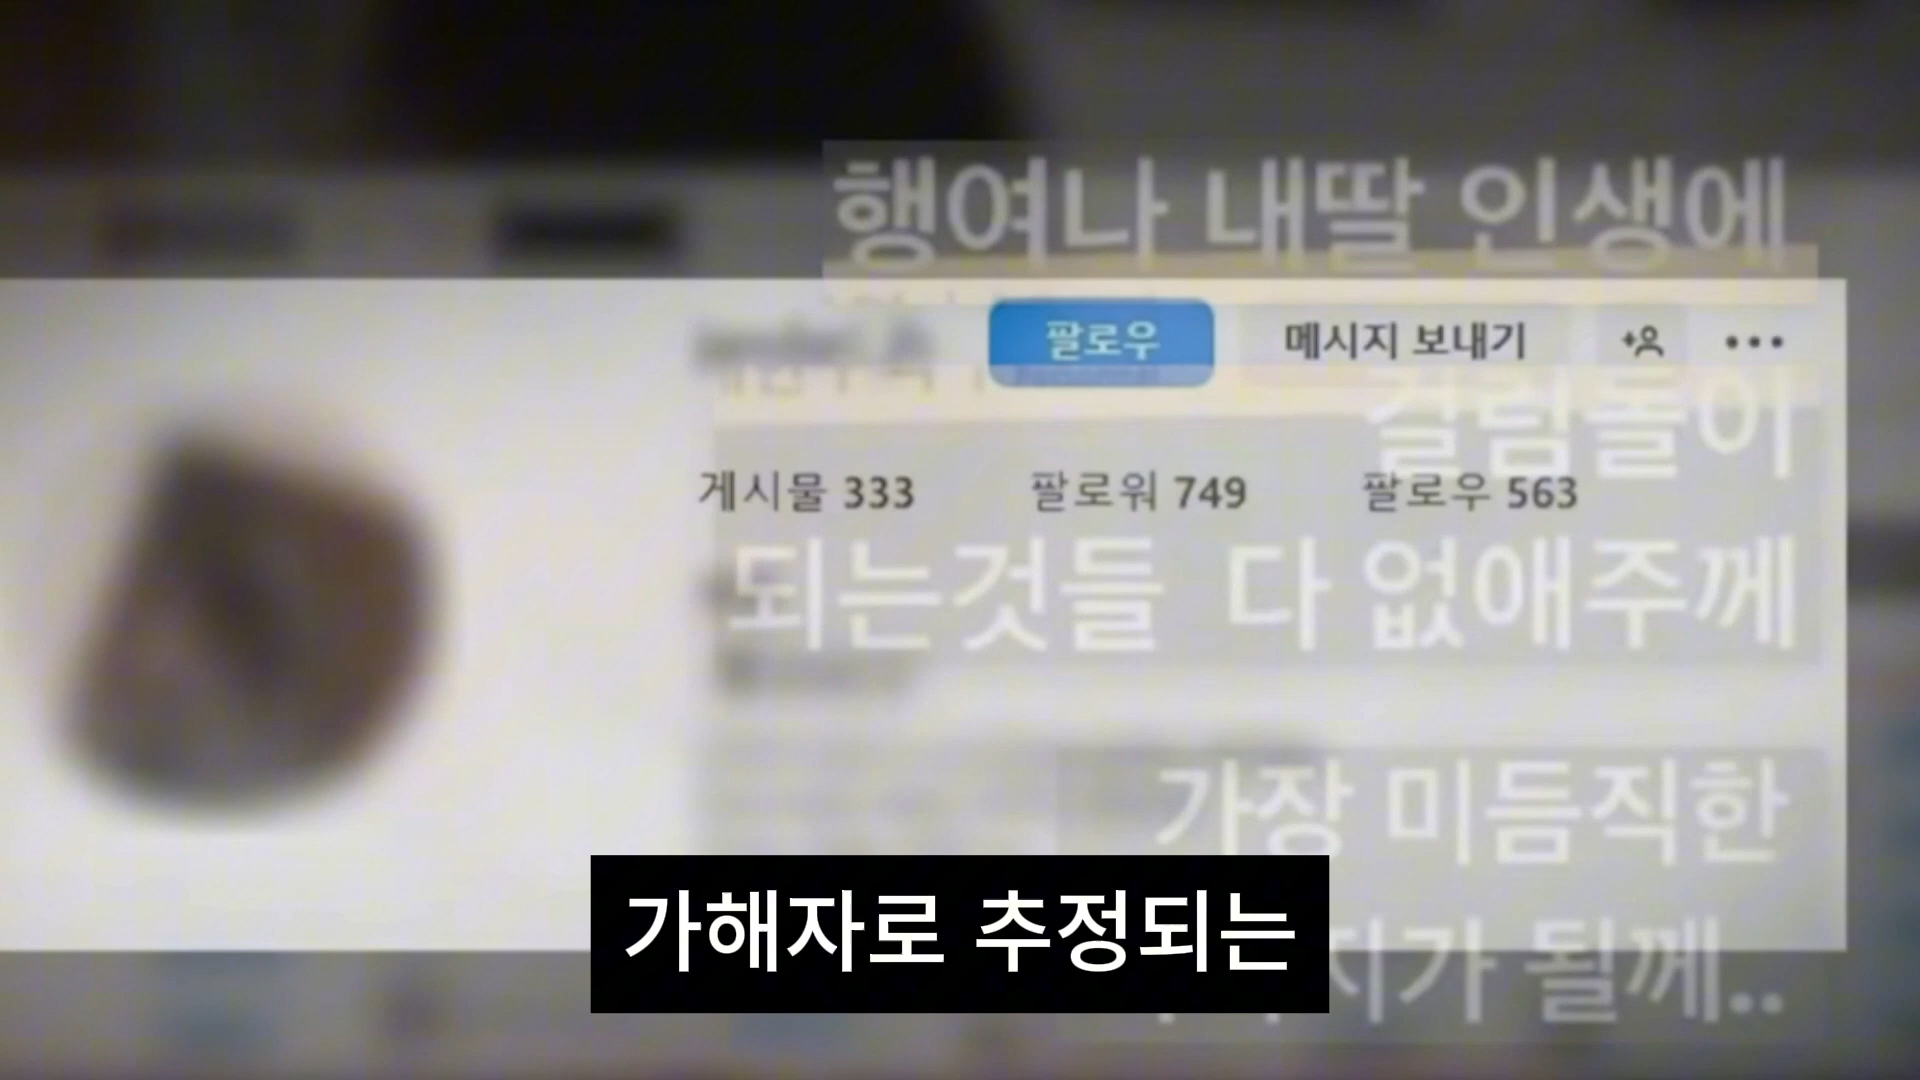 행여나 내딸 인생에
팔로우 메시지 보내기
걸림돌이
게시물 333 팔로워 749 팔로우 563
되는것들 다 없애주께
가장 미듬직한
가해자로 추정되는
지가 될께..